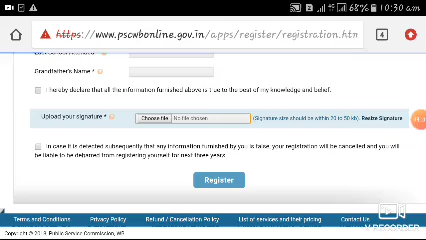 4G 68% 10:30 am
https://www.pscwbonline.gov.in/apps/register/registration.htm
4
Grandfather's Name *
I hereby declare that all the information furnished above is true to the best of my knowledge and belief.
Upload your signature * Choose file No file chosen (Signature size should be within 20 to 50 kb). Resize Signature
In case it is detected subsequently that any information furnished by you is false, your registration will be cancelled and you will
be liable to be debarred from registering yourself for next three years.
Register
Terms and Conditions Privacy Policy Refund / Cancellation Policy List of services and their pricing Contact Us
Copyright © 2018, Public Service Commission, WB
V RECORDER